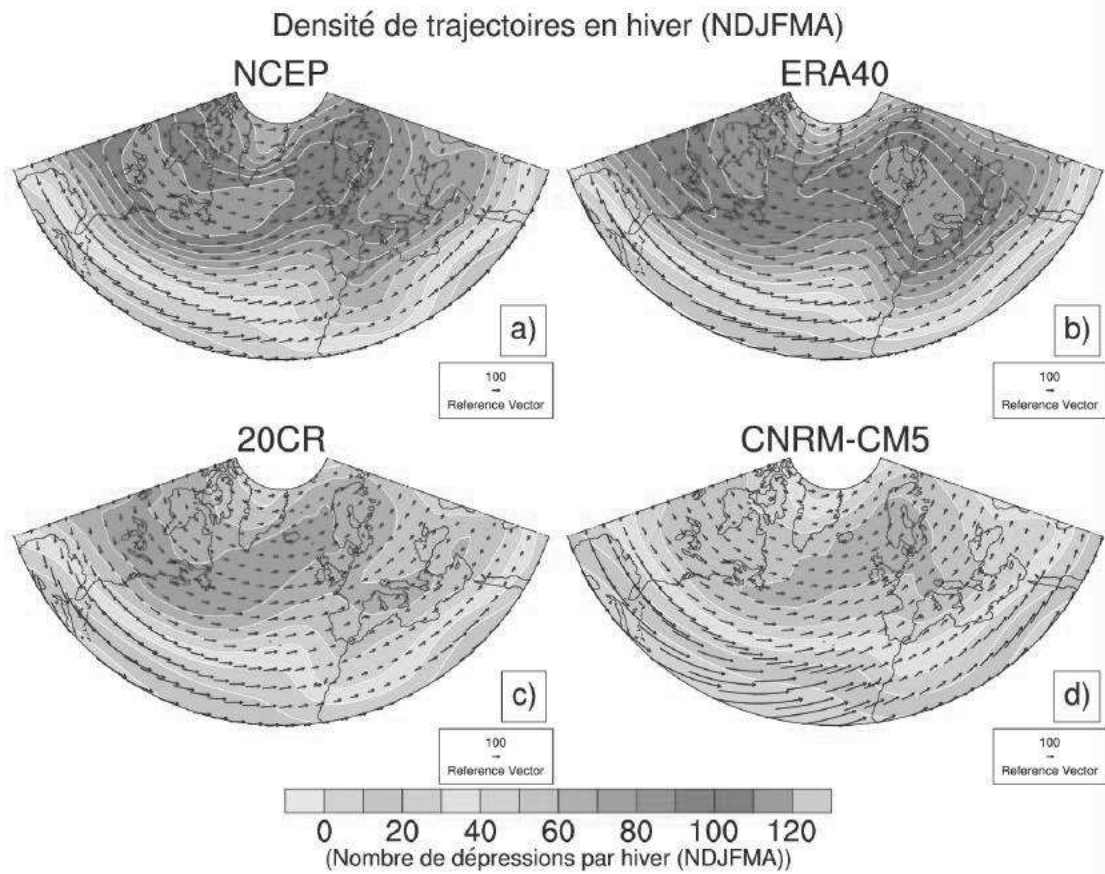 Densité de trajectoires en hiver (NDJFMA)
NCEP
ERA40
a)
b)
100
Reference Vector
100
Reference Vector
20CR
CNRM-CM5
c)
d)
100
Reference Vector
100
Reference Vector
0 20 40 60 80 100 120
(Nombre de dépressions par hiver (NDJFMA))